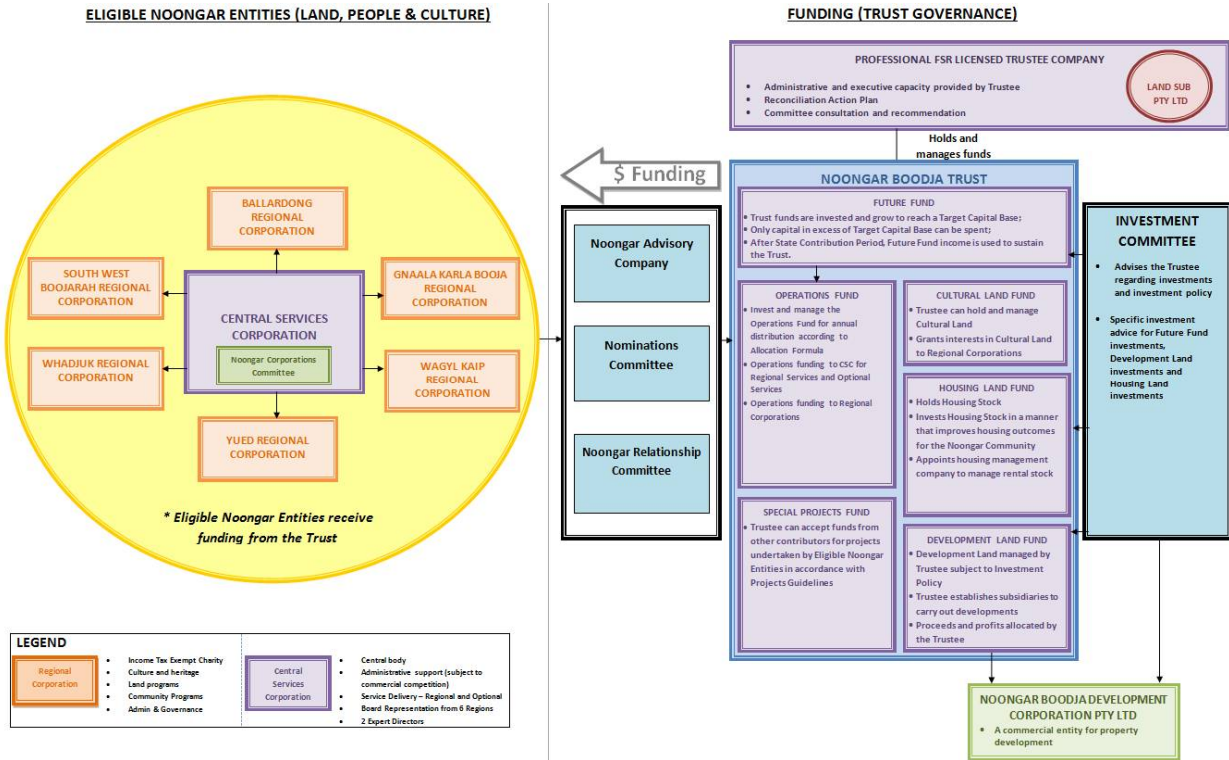 ELIGIBLE NOONGAR ENTITIES (LAND, PEOPLE & CULTURE)
BALLARDONG
REGIONAL
CORPORATION
SOUTH WEST
BOOJARAH REGIONAL
CORPORATION
GNAALA KARLA BOOJA
REGIONAL
CORPORATION
CENTRAL SERVICES
CORPORATION
Noongar Corporations
Committee
WHADJUK REGIONAL
CORPORATION
WAGYL KAIP
REGIONAL
CORPORATION
YUED REGIONAL
CORPORATION
* Eligible Noongar Entities receive
funding from the Trust
LEGEND
Regional
Corporation
• Income Tax Exempt Charity
• Culture and heritage
• Land programs
• Community Programs
• Admin & Governance
Central
Services
Corporation
• Central body
• Administrative support (subject to
commercial competition)
• Service Delivery – Regional and Optional
• Board Representation from 6 Regions
• 2 Expert Directors
FUNDING (TRUST GOVERNANCE)
PROFESSIONAL FSR LICENSED TRUSTEE COMPANY
• Administrative and executive capacity provided by Trustee
• Reconciliation Action Plan
• Committee consultation and recommendation
LAND SUB
PTY LTD
Holds and
manages funds
$ Funding
Noongar Advisory
Company
Nominations
Committee
Noongar Relationship
Committee
NOONGAR BOODJA TRUST
FUTURE FUND
• Trust funds are invested and grow to reach a Target Capital Base;
• Only capital in excess of Target Capital Base can be spent;
• After State Contribution Period, Future Fund income is used to sustain
the Trust.
OPERATIONS FUND
• Invest and manage the
Operations Fund for annual
distribution according to
Allocation Formula
• Operations funding to CSC for
Regional Services and Optional
Services
• Operations funding to Regional
Corporations
CULTURAL LAND FUND
• Trustee can hold and manage
Cultural Land
• Grants interests in Cultural Land
to Regional Corporations
HOUSING LAND FUND
• Holds Housing Stock
• Invests Housing Stock in a manner
that improves housing outcomes
for the Noongar Community
• Appoints housing management
company to manage rental stock
SPECIAL PROJECTS FUND
• Trustee can accept funds from
other contributors for projects
undertaken by Eligible Noongar
Entities in accordance with
Projects Guidelines
DEVELOPMENT LAND FUND
• Development Land managed by
Trustee subject to Investment
Policy
• Trustee establishes subsidiaries to
carry out developments
• Proceeds and profits allocated by
the Trustee
INVESTMENT
COMMITTEE
• Advises the Trustee
regarding investments
and investment policy
• Specific investment
advice for Future Fund
investments,
Development Land
investments and
Housing Land
investments
NOONGAR BOODJA DEVELOPMENT
CORPORATION PTY LTD
• A commercial entity for property
development